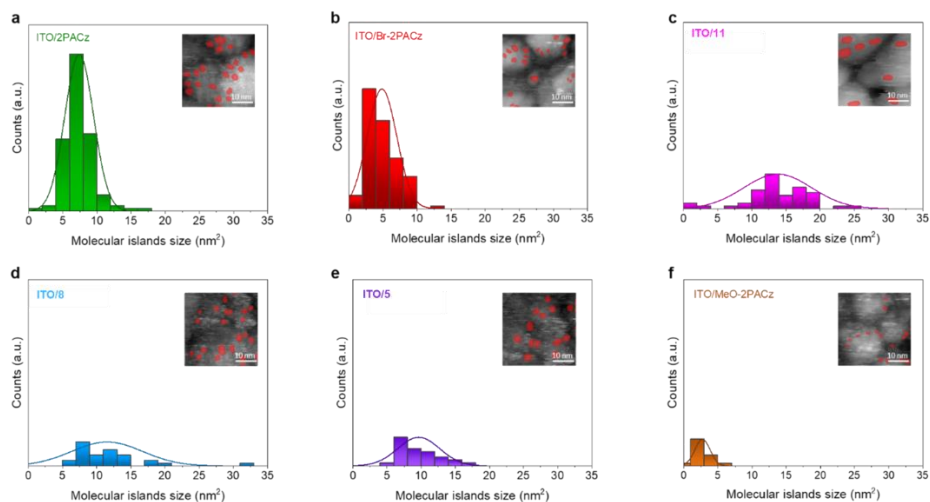 a
ITO/2PACz
10 nm
Counts (a.u.)
0 5 10 15 20 25 30 35
Molecular islands size (nm²)
b
ITO/Br-2PACz
10 nm
Counts (a.u.)
0 5 10 15 20 25 30 35
Molecular islands size (nm²)
c
ITO/11
10 nm
Counts (a.u.)
0 5 10 15 20 25 30 35
Molecular islands size (nm²)
d
ITO/8
10 nm
Counts (a.u.)
0 5 10 15 20 25 30 35
Molecular islands size (nm²)
e
ITO/5
10 nm
Counts (a.u.)
0 5 10 15 20 25 30 35
Molecular islands size (nm²)
f
ITO/MeO-2PACz
10 nm
Counts (a.u.)
0 5 10 15 20 25 30 35
Molecular islands size (nm²)